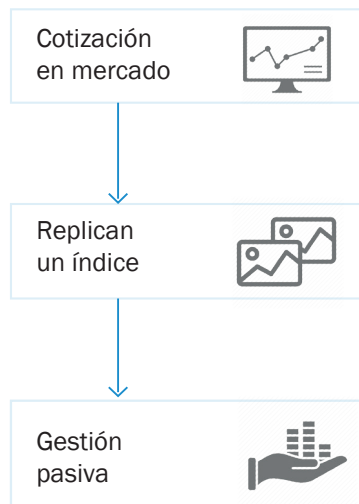 Cotización
en mercado
Replican
un índice
Gestión
pasiva